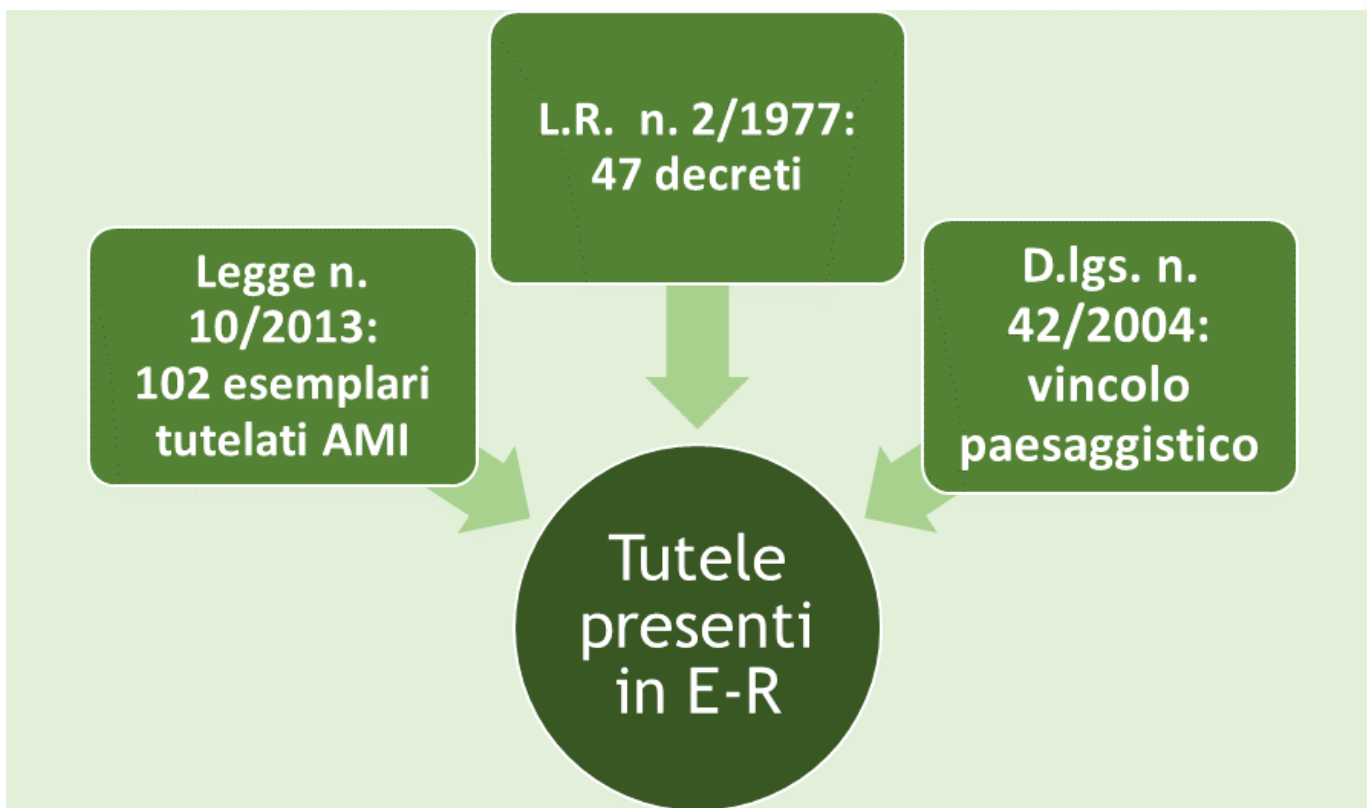 L.R. n. 2/1977:
47 decreti
Legge n.
10/2013:
102 esemplari
tutelati AMI
D.lgs. n.
42/2004:
vincolo
paesaggistico
Tutele
presenti
in E-R